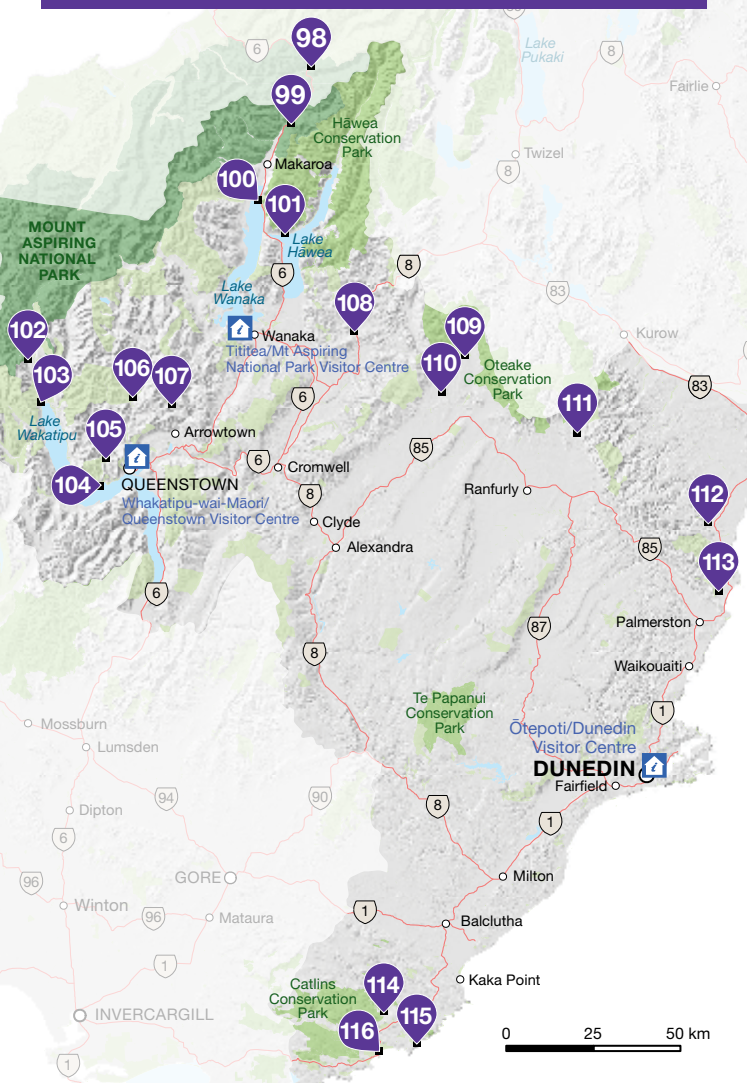 98
6
Lake
Pukaki
8
Fairlie
99
Hāwea
Conservation
Park
Twizel
8
Makaroa
100
101
MOUNT
ASPIRING
NATIONAL
PARK
Lake
Hāwea
6
8
83
Lake
Wanaka
108
102
Wanaka
Tititea/Mt Aspiring
National Park Visitor Centre
109
Kurow
103
106
107
110
Oteake
Conservation
Park
83
6
111
Lake
Wakatipu
105
Arrowtown
85
104
QUEENSTOWN
6
Cromwell
Whakatipu-wai-Māori/
Queenstown Visitor Centre
8
Ranfurly
112
Clyde
Alexandra
85
113
6
87
Palmerston
8
Waikouaiti
Te Papanui
Conservation
Park
1
Mossburn
Ōtepoti/Dunedin
Visitor Centre
Lumsden
DUNEDIN
Fairfield
94
90
8
Dipton
1
6
GORE
Milton
96
Winton
96
Mataura
1
Balclutha
1
Kaka Point
Catlins
Conservation
Park
114
INVERCARGILL
116
115
0
25
50 km
1